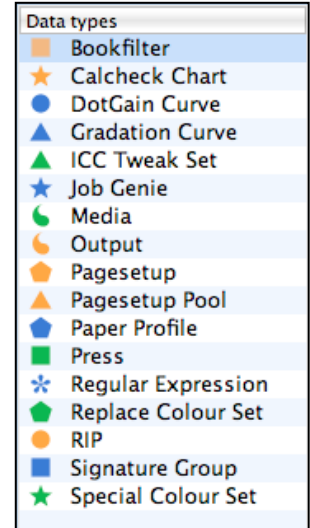 Data types
Bookfilter
Calcheck Chart
DotGain Curve
Gradation Curve
ICC Tweak Set
Job Genie
Media
Output
Pagesetup
Pagesetup Pool
Paper Profile
Press
Regular Expression
Replace Colour Set
RIP
Signature Group
Special Colour Set